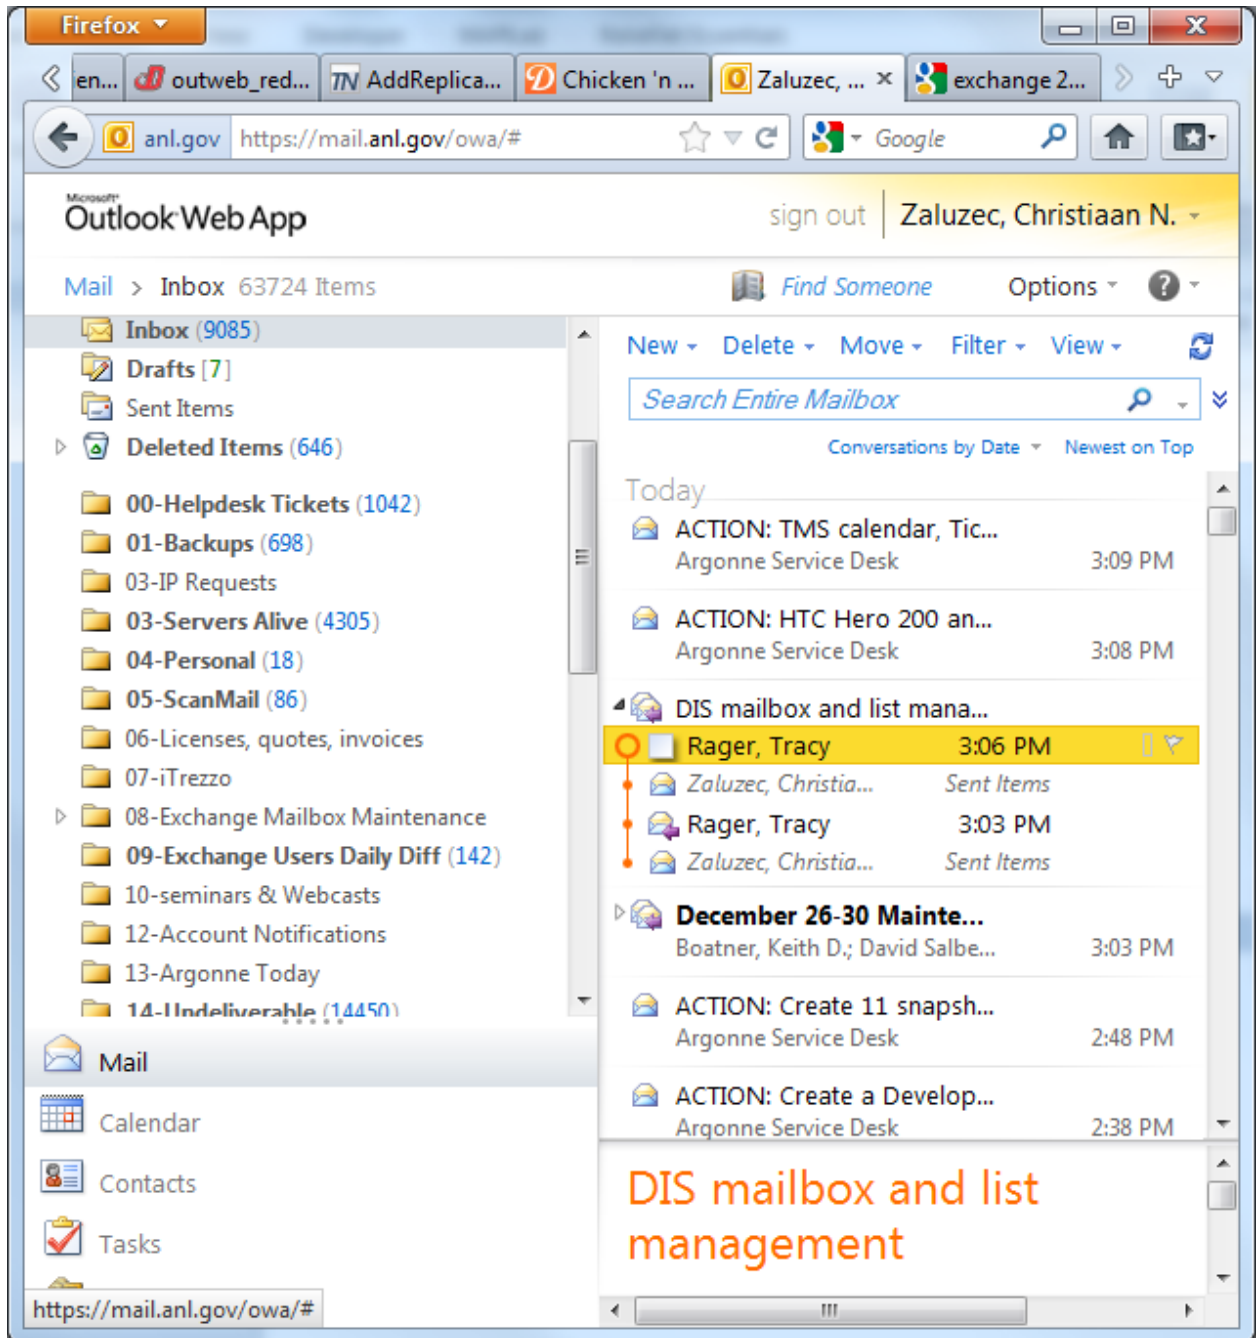 Firefox
en... outweb_red... AddReplica... Chicken 'n ... Zaluzec, ... exchange 2...
anl.gov https://mail.anl.gov/owa/# Google
Microsoft
Outlook Web App sign out Zaluzec, Christiaan N.
Mail > Inbox 63724 Items Find Someone Options
Inbox (9085)
Drafts [7]
Sent Items
Deleted Items (646)
00-Helpdesk Tickets (1042)
01-Backups (698)
03-IP Requests
03-Servers Alive (4305)
04-Personal (18)
05-ScanMail (86)
06-Licenses, quotes, invoices
07-iTrezzo
08-Exchange Mailbox Maintenance
09-Exchange Users Daily Diff (142)
10-seminars & Webcasts
12-Account Notifications
13-Argonne Today
14-Undeliverable (14450)
Mail
Calendar
Contacts
Tasks
https://mail.anl.gov/owa/#
New Delete Move Filter View
Search Entire Mailbox
Conversations by Date Newest on Top
Today
ACTION: TMS calendar, Tic...
Argonne Service Desk 3:09 PM
ACTION: HTC Hero 200 an...
Argonne Service Desk 3:08 PM
DIS mailbox and list mana...
Rager, Tracy 3:06 PM
Zaluzec, Christia... Sent Items
Rager, Tracy 3:03 PM
Zaluzec, Christia... Sent Items
December 26-30 Mainte...
Boatner, Keith D.; David Salbe... 3:03 PM
ACTION: Create 11 snapsh...
Argonne Service Desk 2:48 PM
ACTION: Create a Develop...
Argonne Service Desk 2:38 PM
DIS mailbox and list
management